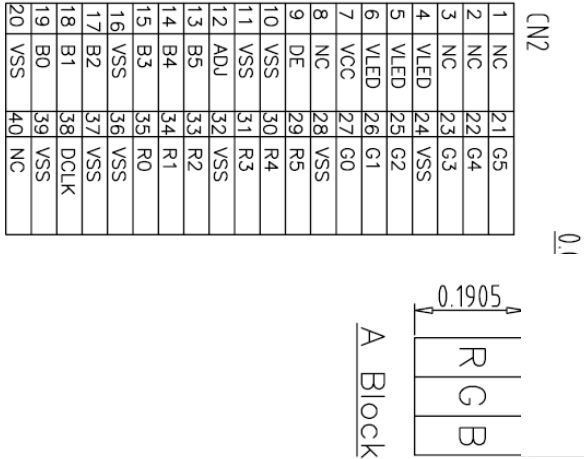 CN2
1 NC 21 G5
2 NC 22 G4
3 NC 23 G3
4 VLED 24 VSS
5 VLED 25 G2
6 VLED 26 G1
7 VCC 27 G0
8 NC 28 VSS
9 DE 29 R5
10 VSS 30 R4
11 VSS 31 R3
12 ADJ 32 VSS
13 B5 33 R2
14 B4 34 R1
15 B3 35 R0
16 VSS 36 VSS
17 B2 37 VSS
18 B1 38 DCLK
19 B0 39 VSS
20 VSS 40 NC
0.1905
R G B
A Block